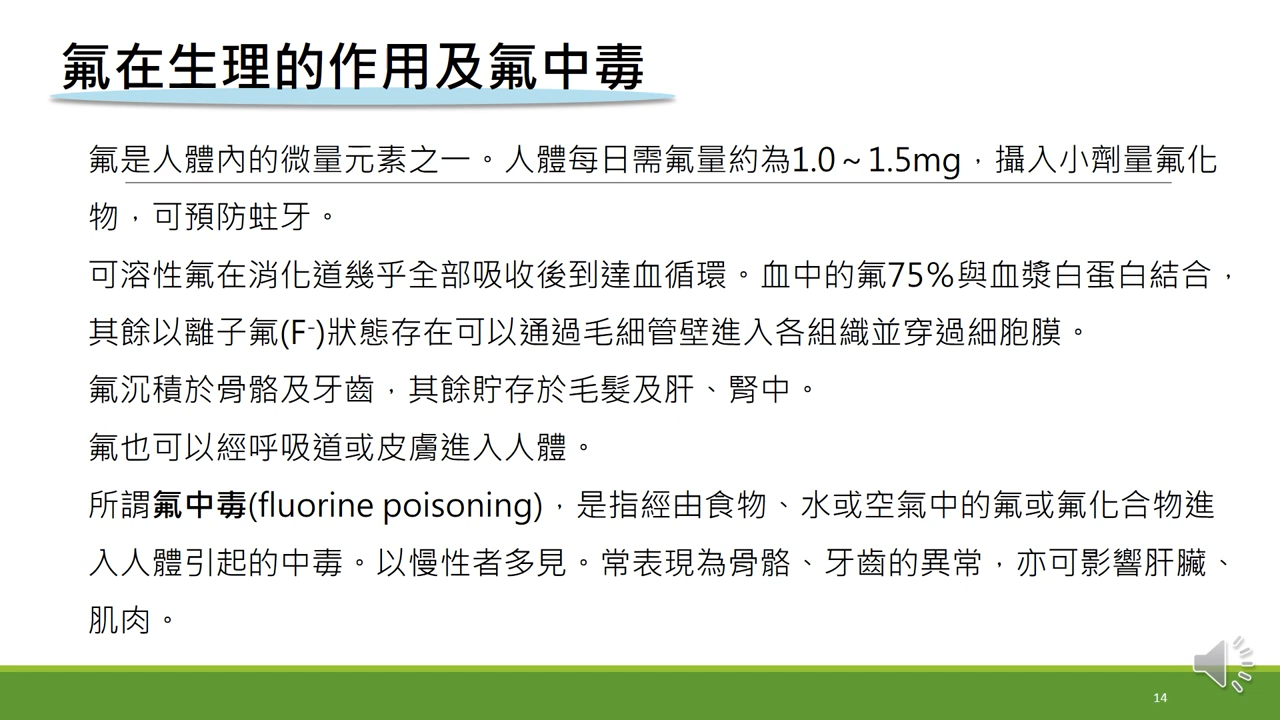 氟在生理的作用及氟中毒
氟是人體內的微量元素之一。人體每日需氟量約為1.0～1.5mg，攝入小劑量氟化
物，可預防蛀牙。
可溶性氟在消化道幾乎全部吸收後到達血循環。血中的氟75%與血漿白蛋白結合，
其餘以離子氟(F⁻)狀態存在可以通過毛細管壁進入各組織並穿過細胞膜。
氟沉積於骨骼及牙齒，其餘貯存於毛髮及肝、腎中。
氟也可以經呼吸道或皮膚進入人體。
所謂氟中毒(fluorine poisoning)，是指經由食物、水或空氣中的氟或氟化合物進
入人體引起的中毒。以慢性者多見。常表現為骨骼、牙齒的異常，亦可影響肝臟、
肌肉。
14